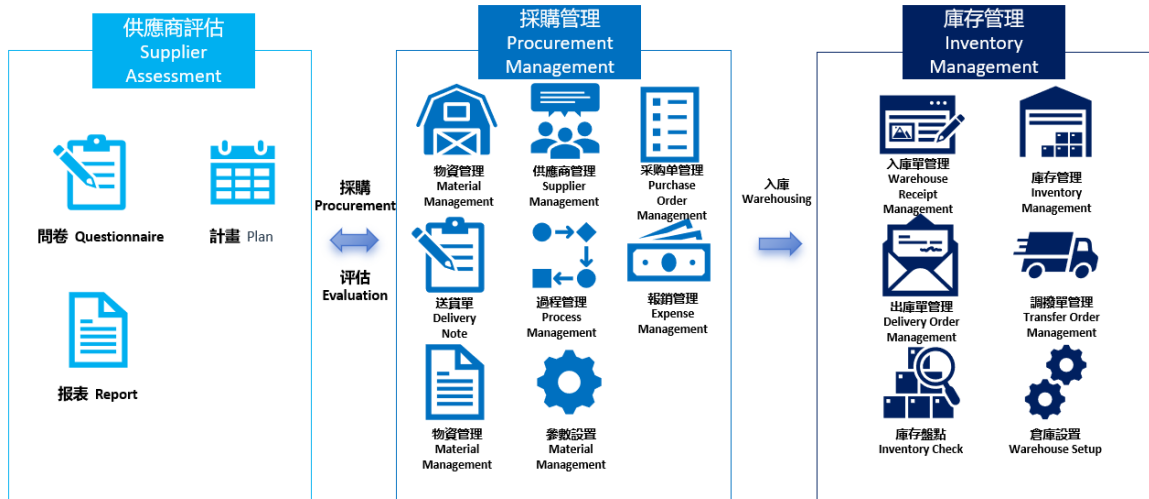 供應商評估
Supplier
Assessment
問卷 Questionnaire
計畫 Plan
报表 Report
採購
Procurement
评估
Evaluation
採購管理
Procurement
Management
物資管理
Material
Management
供應商管理
Supplier
Management
采购单管理
Purchase
Order
Management
送貨單
Delivery
Note
過程管理
Process
Management
報銷管理
Expense
Management
物資管理
Material
Management
參數設置
Material
Management
入庫
Warehousing
庫存管理
Inventory
Management
入庫單管理
Warehouse
Receipt
Management
庫存管理
Inventory
Management
出庫單管理
Delivery Order
Management
調撥單管理
Transfer Order
Management
庫存盤點
Inventory Check
倉庫設置
Warehouse Setup